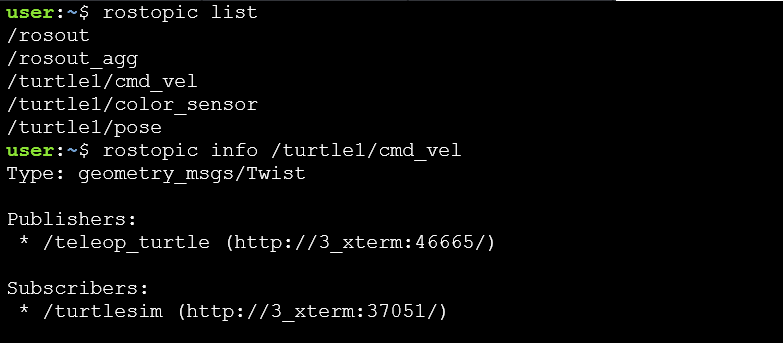 user:~$ rostopic list
/rosout
/rosout_agg
/turtle1/cmd_vel
/turtle1/color_sensor
/turtle1/pose
user:~$ rostopic info /turtle1/cmd_vel
Type: geometry_msgs/Twist
Publishers:
 * /teleop_turtle (http://3_xterm:46665/)
Subscribers:
 * /turtlesim (http://3_xterm:37051/)